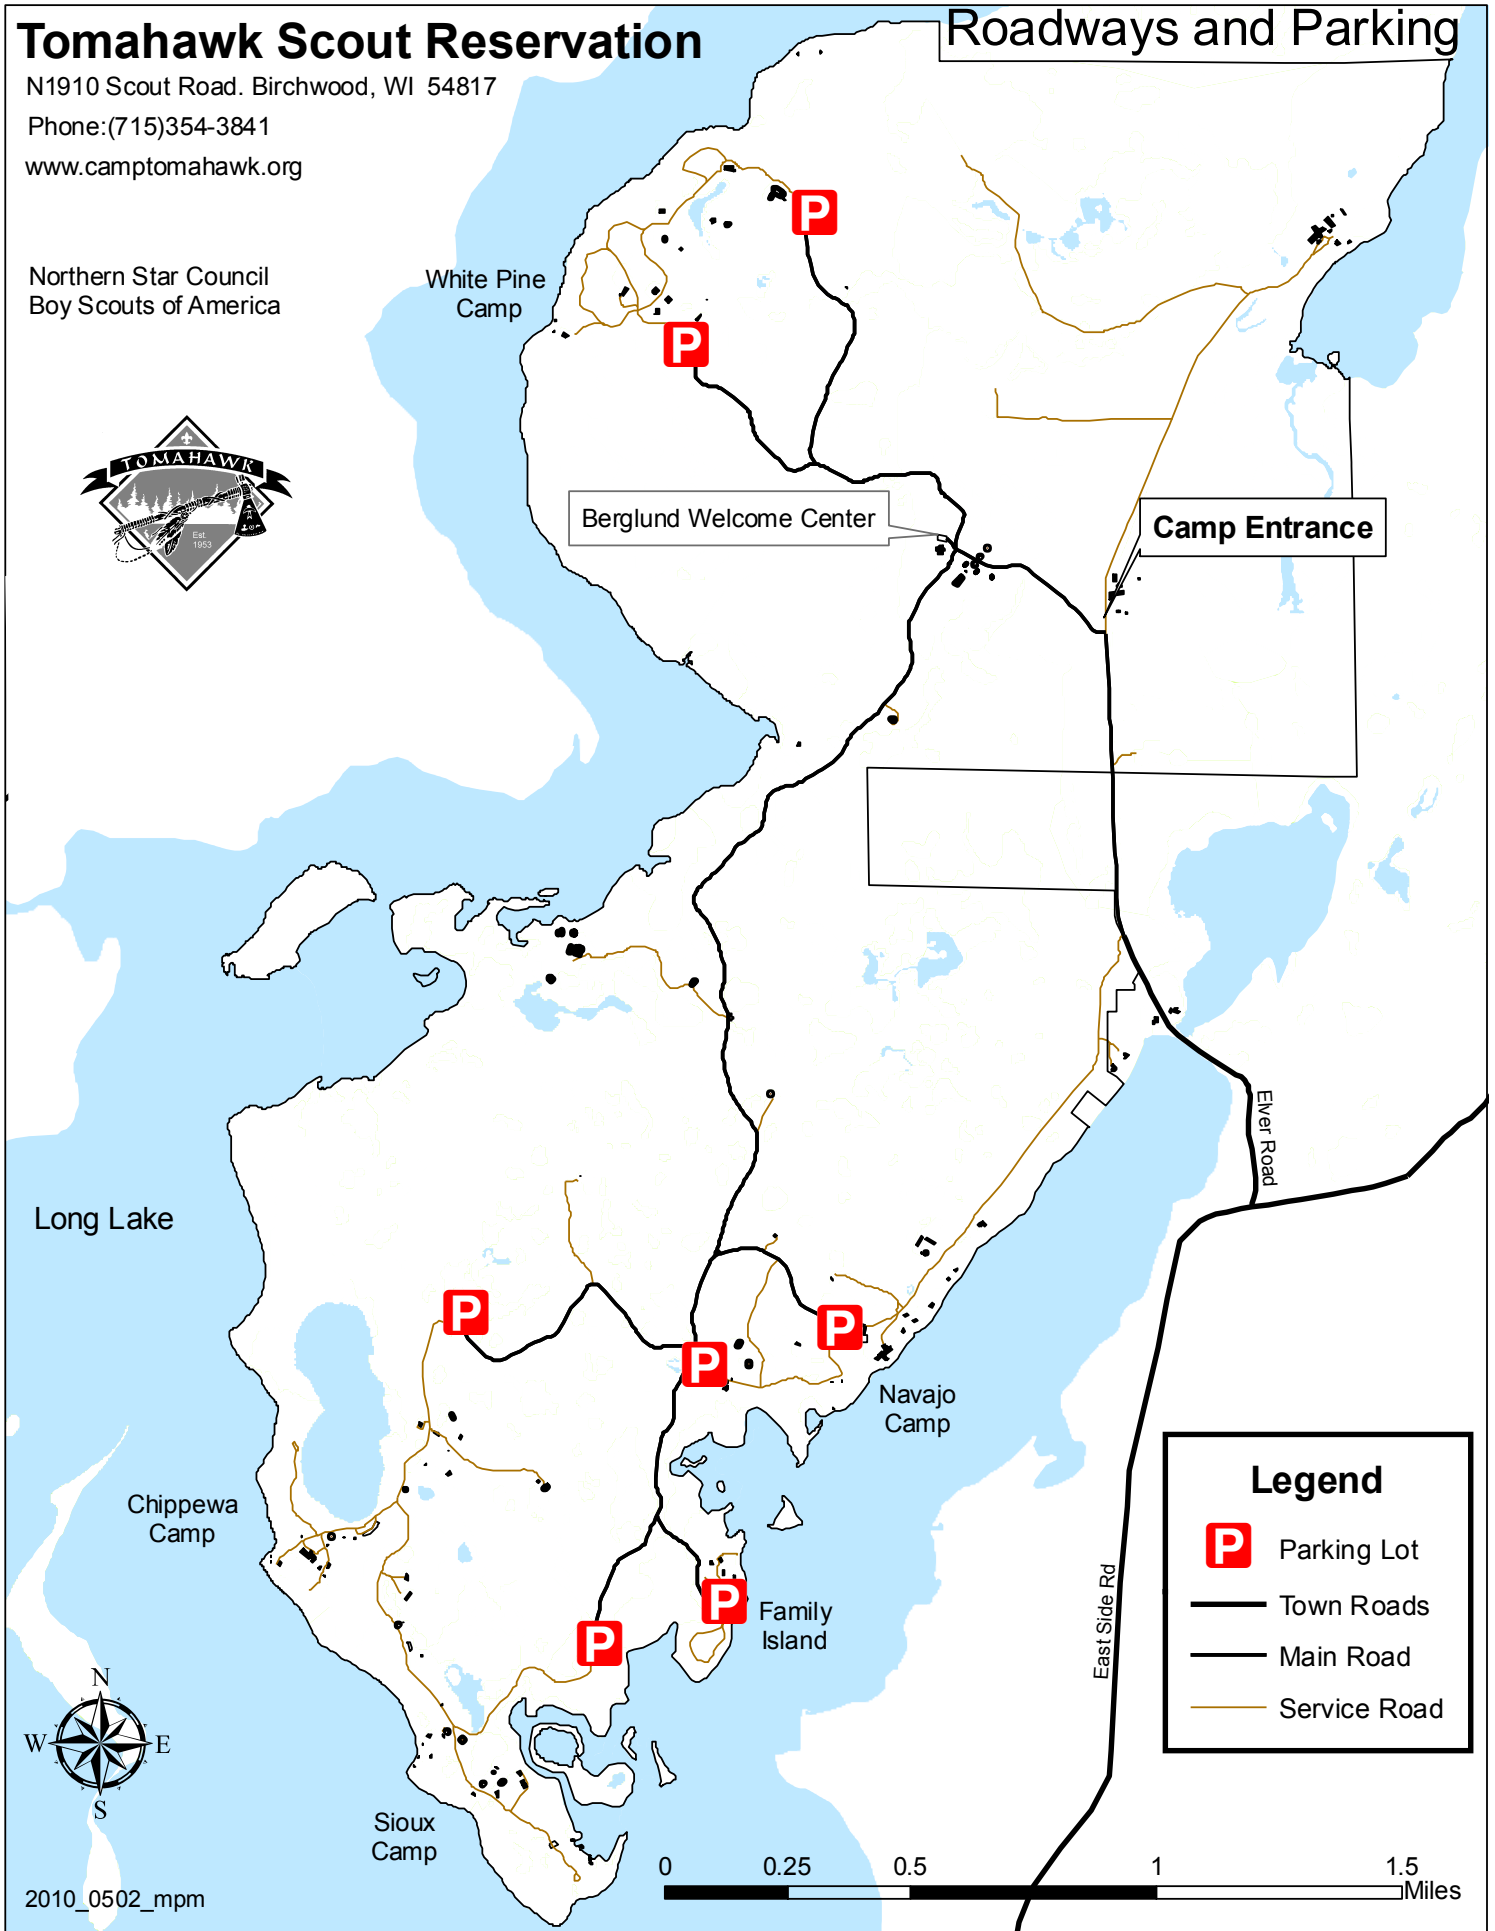 Tomahawk Scout Reservation
Roadways and Parking
N1910 Scout Road. Birchwood, WI  54817
Phone:(715)354-3841
www.camptomahawk.org
Northern Star Council
Boy Scouts of America
White Pine
Camp
P
P
TOMAHAWK
Est.
1953
Berglund Welcome Center
Camp Entrance
Elver Road
Long Lake
P
P
P
Navajo
Camp
Chippewa
Camp
P
Family
Island
P
East Side Rd
Legend
P Parking Lot
Town Roads
Main Road
Service Road
N
W E
S
Sioux
Camp
0 0.25 0.5 1 1.5
Miles
2010_0502_mpm